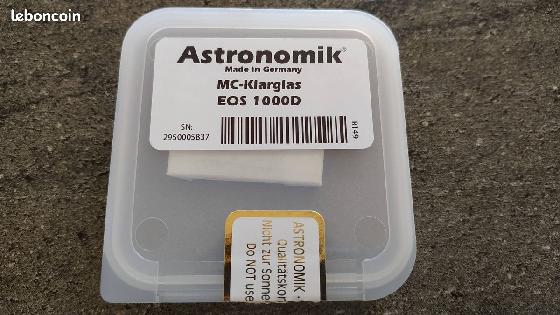 leboncoin
Astronomik®
Made in Germany
MC-Klarglas
EOS 1000D
SN:
2950005837
8149
ASTRONOMIK •
Qualitätskon
Nicht zur Sonne
Do NOT use